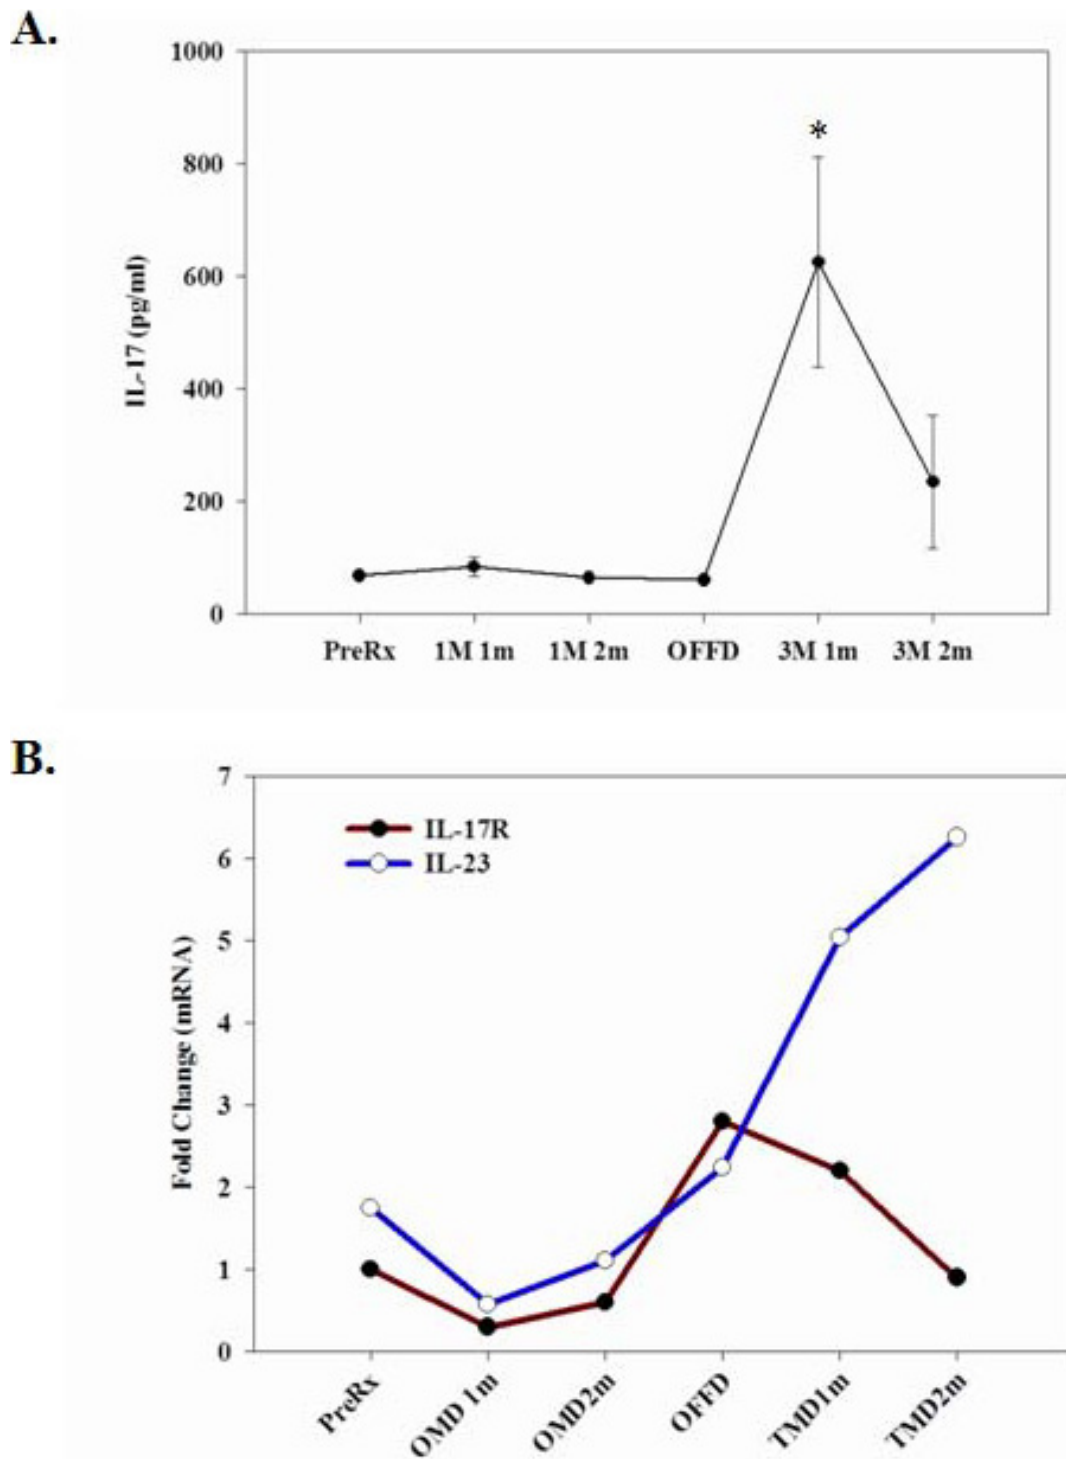 A.
1000
800
600
400
200
0
IL-17 (pg/ml)
*
PreRx 1M 1m 1M 2m OFFD 3M 1m 3M 2m
B.
7
6
5
4
3
2
1
0
Fold Change (mRNA)
IL-17R
IL-23
PreRx OMD 1m OMD2m OFFD TMD1m TMD2m